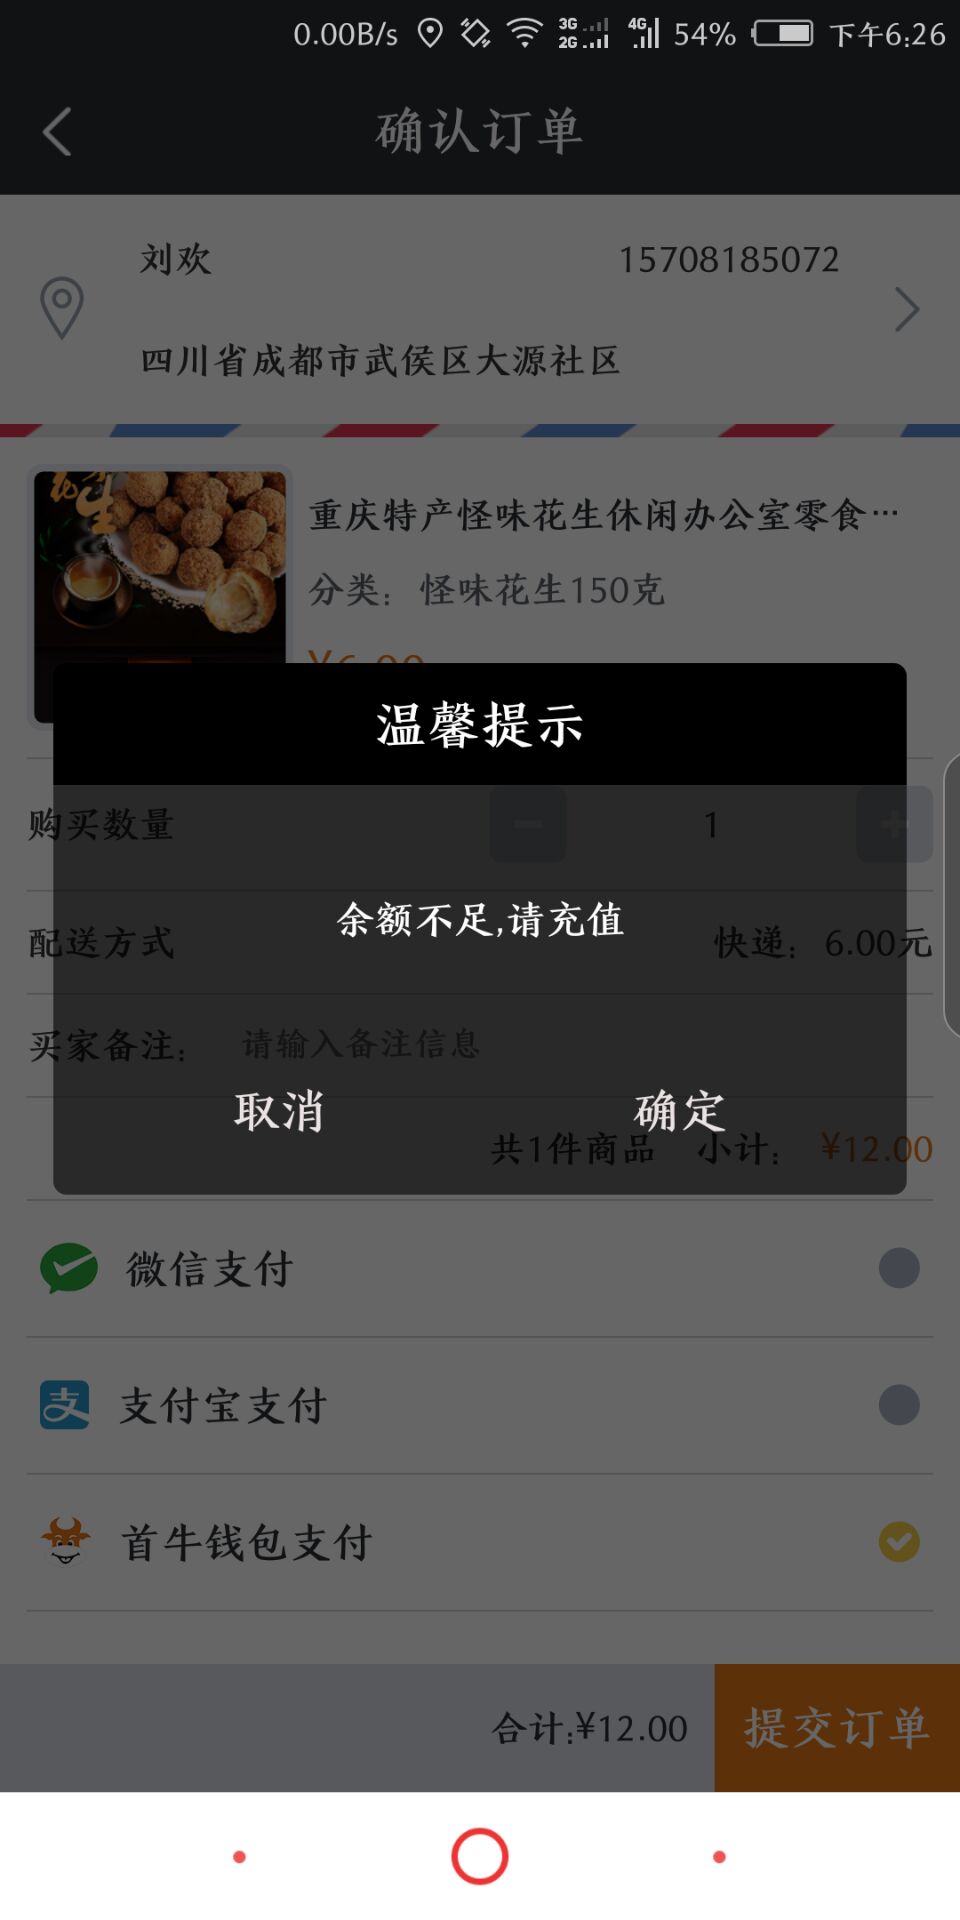 0.00B/s 3G 2G 4G 54% 下午6:26
确认订单
刘欢 15708185072
四川省成都市武侯区大源社区
花生
重庆特产怪味花生休闲办公室零食…
分类：怪味花生150克
¥6.00
温馨提示
购买数量 1
余额不足,请充值
配送方式 快递：6.00元
买家备注： 请输入备注信息
取消 确定
共1件商品 小计：¥12.00
微信支付
支付宝支付
首牛钱包支付
合计:¥12.00 提交订单